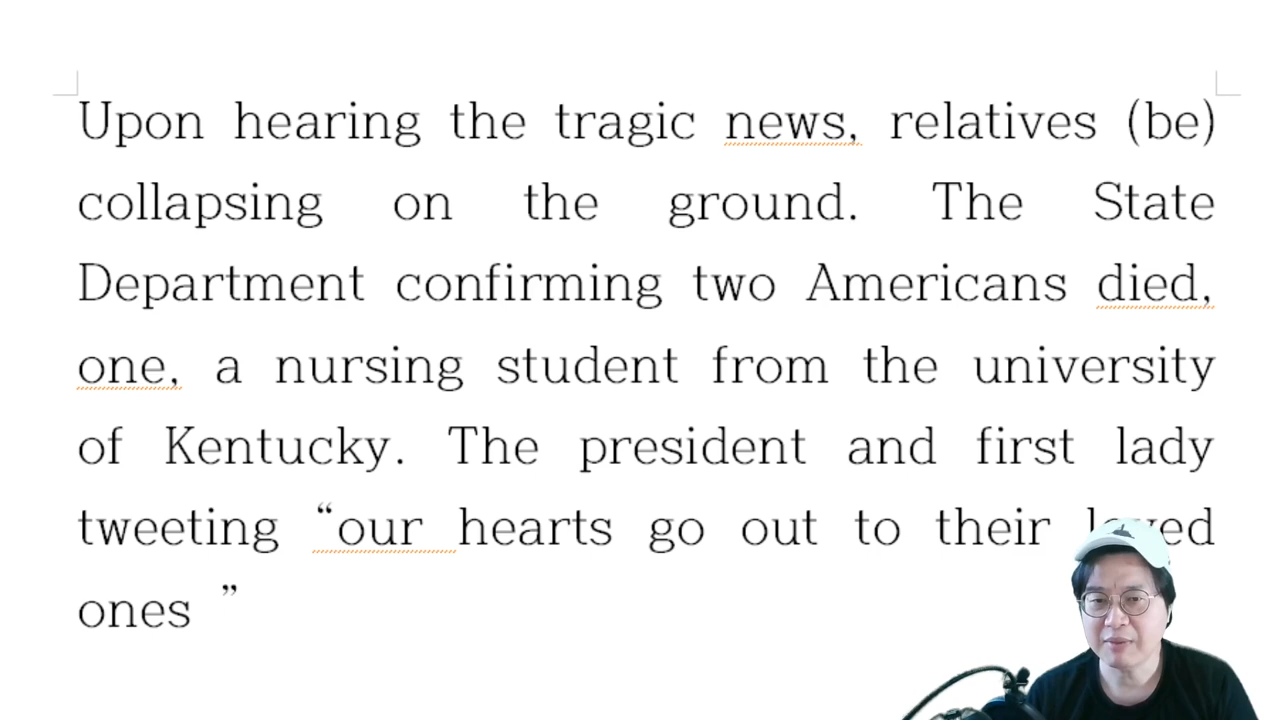 Upon hearing the tragic news, relatives (be)
collapsing on the ground. The State
Department confirming two Americans died,
one, a nursing student from the university
of Kentucky. The president and first lady
tweeting “our hearts go out to their loved
ones ”